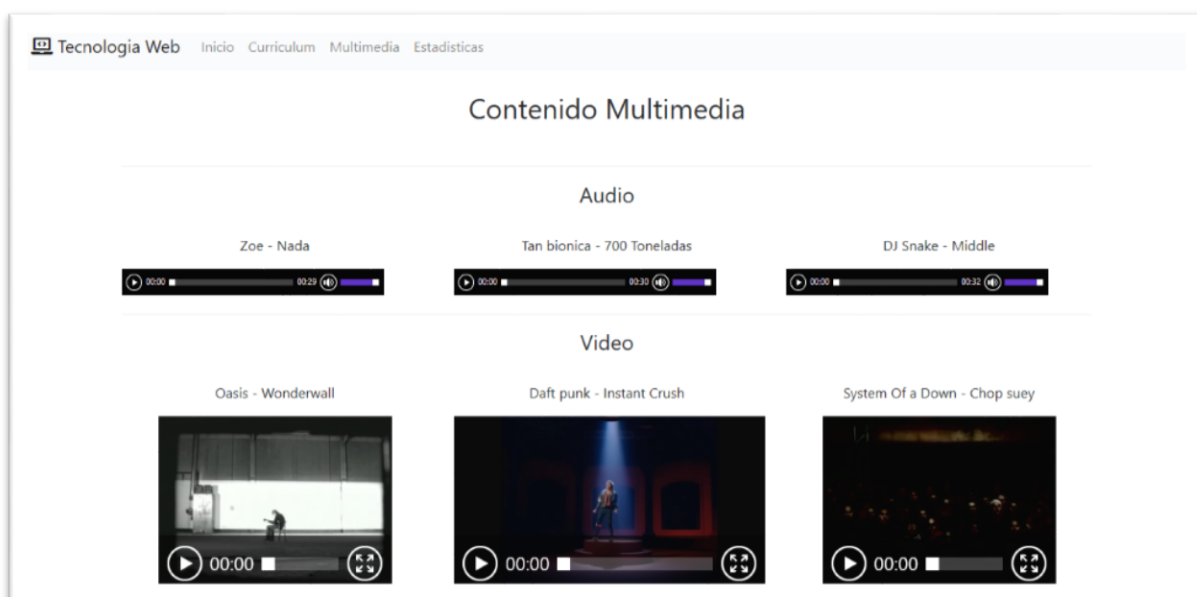 Tecnologia Web Inicio Curriculum Multimedia Estadisticas
Contenido Multimedia
Audio
Zoe - Nada Tan bionica - 700 Toneladas DJ Snake - Middle
00:00 00:29 00:00 00:30 00:00 00:32
Video
Oasis - Wonderwall Daft punk - Instant Crush System Of a Down - Chop suey
00:00 00:00 00:00